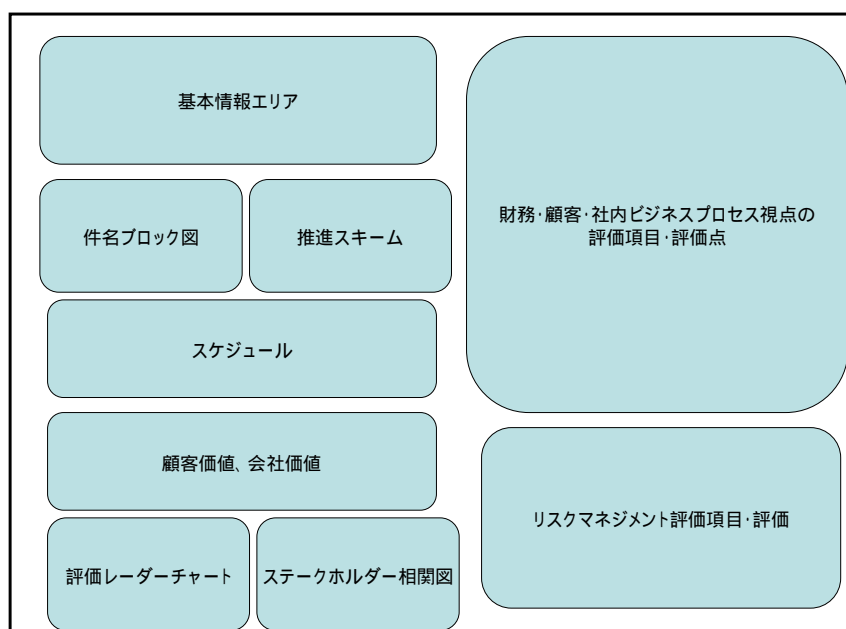 基本情報エリア
件名ブロック図
推進スキーム
スケジュール
顧客価値、会社価値
評価レーダーチャート
ステークホルダー相関図
財務･顧客･社内ビジネスプロセス視点の
評価項目･評価点
リスクマネジメント評価項目･評価